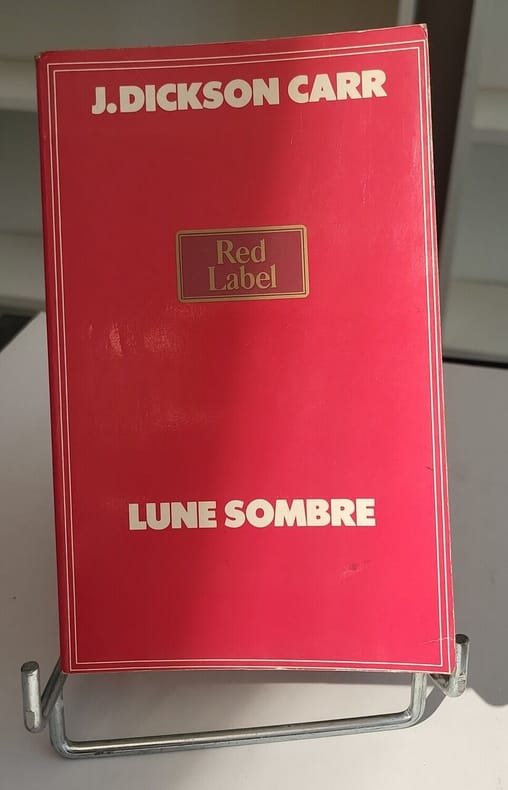 J.DICKSON CARR
Red
Label
LUNE SOMBRE